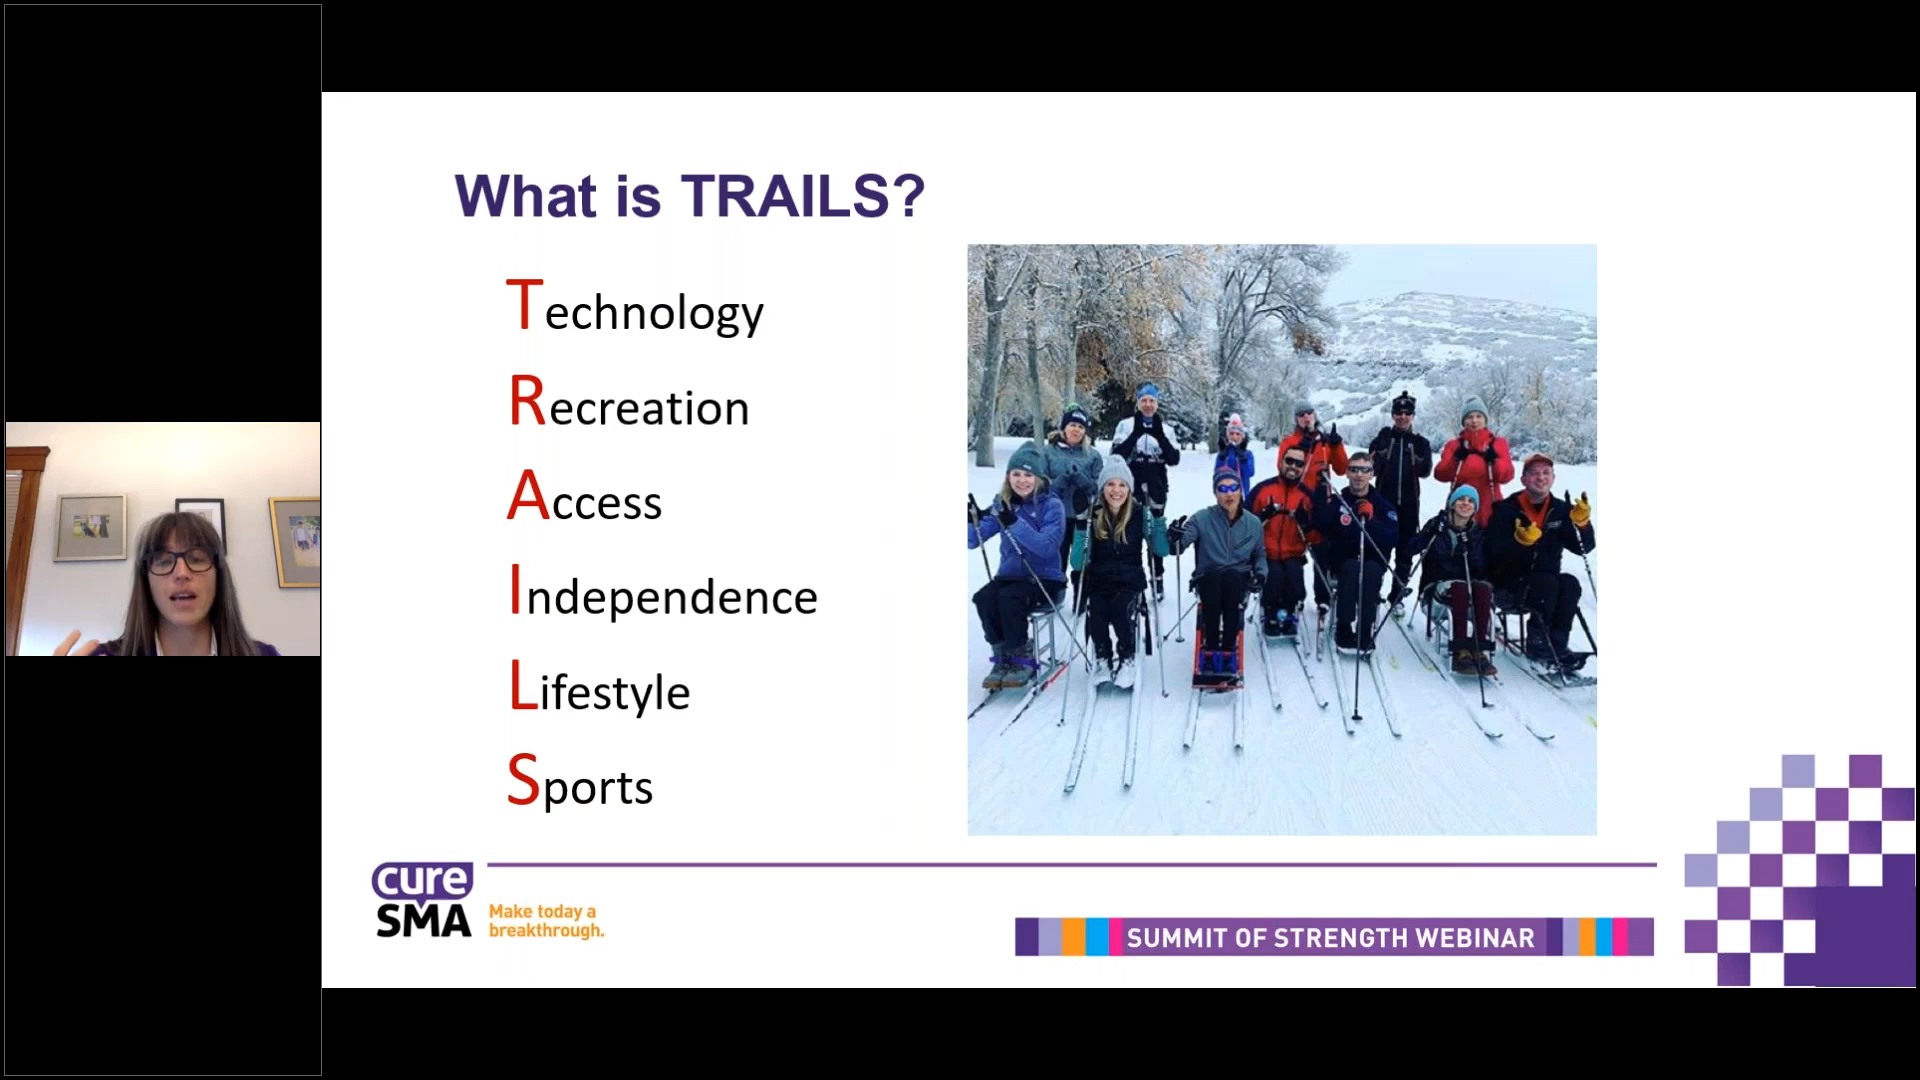 What is TRAILS?
Technology
Recreation
Access
Independence
Lifestyle
Sports
cure
SMA
Make today a
breakthrough.
SUMMIT OF STRENGTH WEBINAR